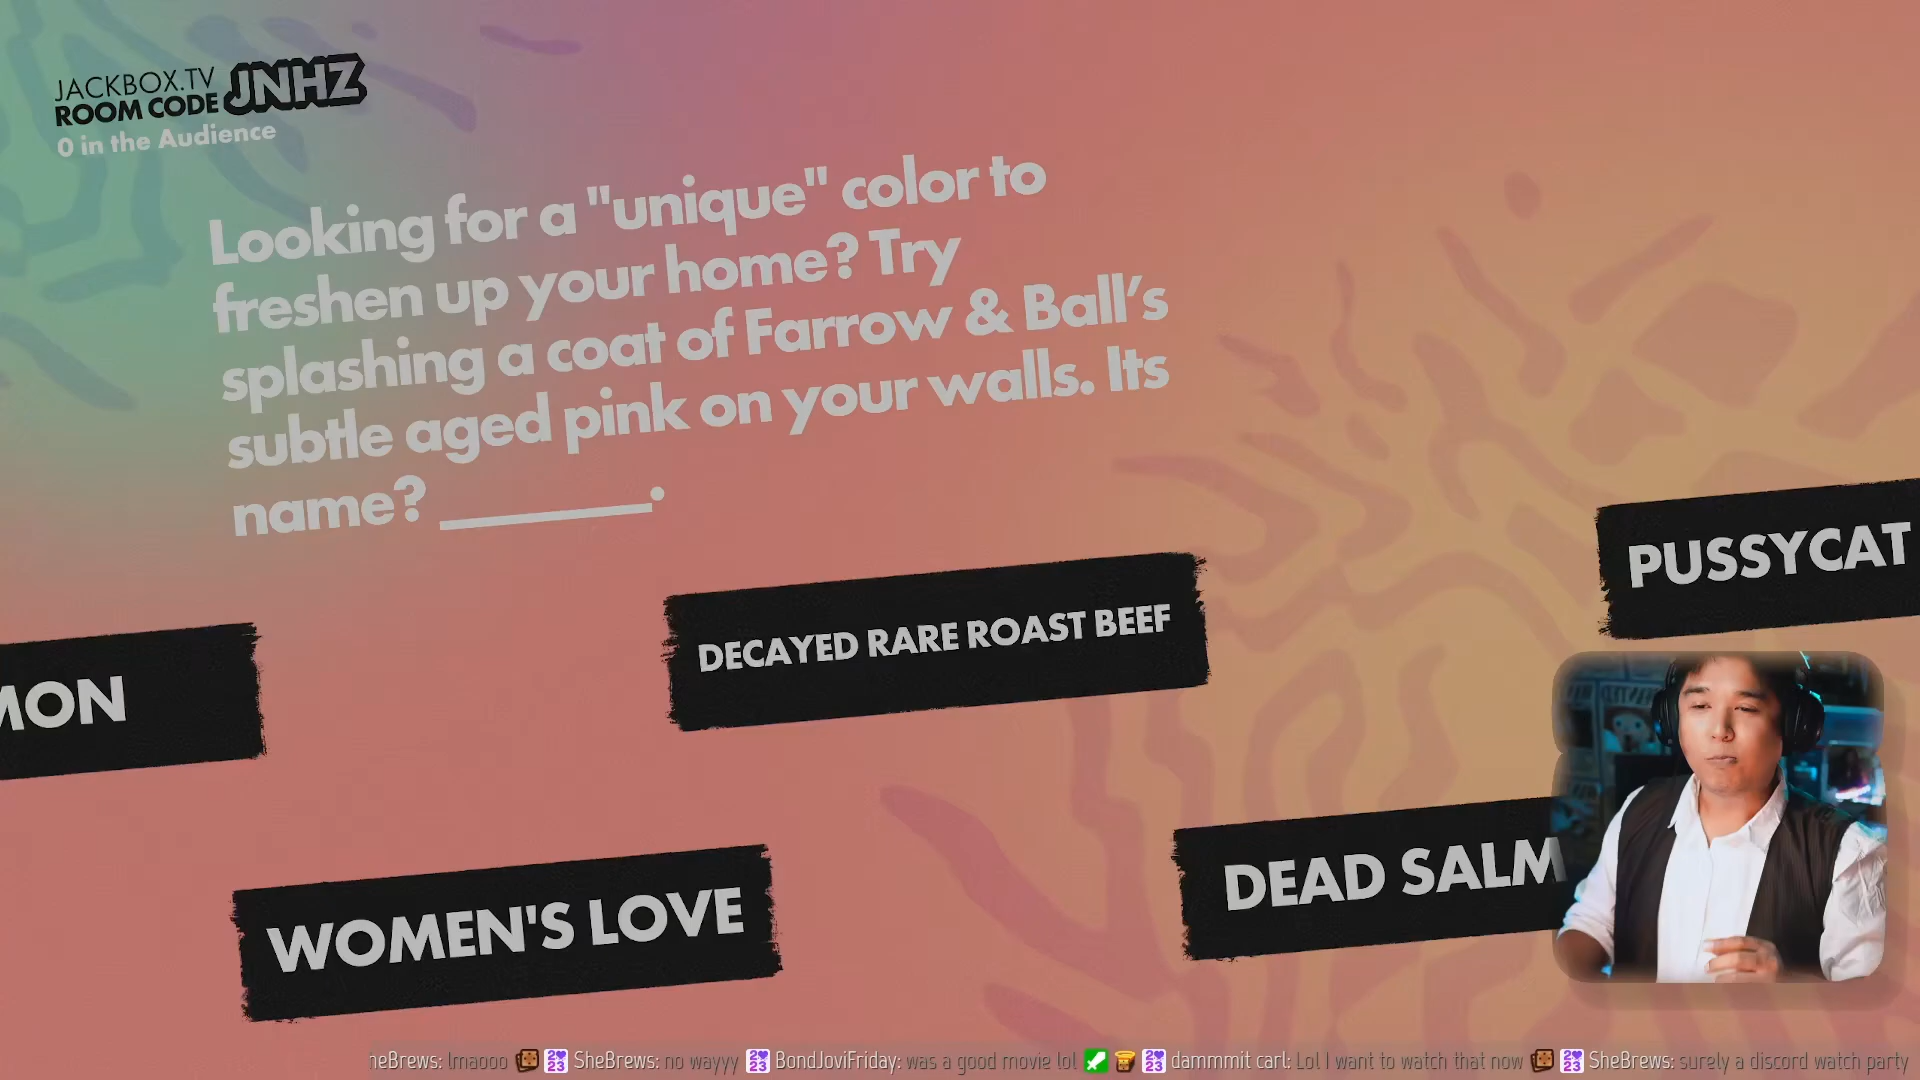 JACKBOX.TV
ROOM CODE JNHZ
0 in the Audience
Looking for a "unique" color to
freshen up your home? Try
splashing a coat of Farrow & Ball’s
subtle aged pink on your walls. Its
name? ________.
PUSSYCAT
DECAYED RARE ROAST BEEF
MON
DEAD SALM
WOMEN'S LOVE
heBrews: lmaooo SheBrews: no wayyy BondJoviFriday: was a good movie lol dammmit carl: Lol I want to watch that now SheBrews: surely a discord watch party